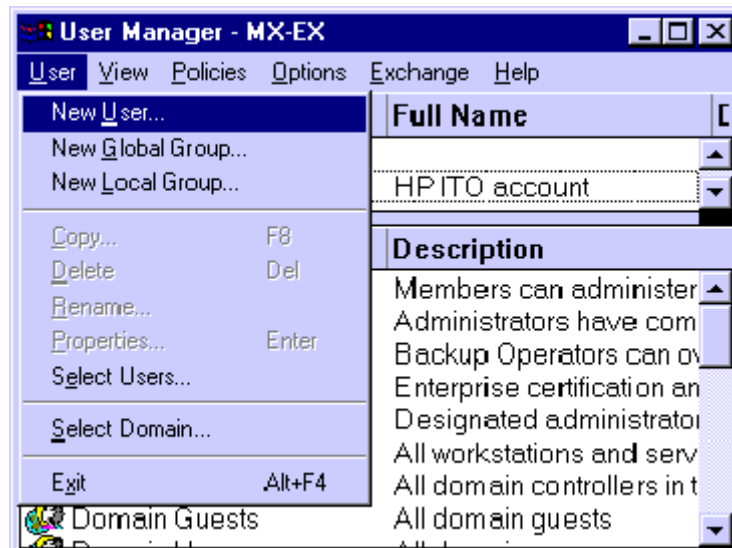 User Manager - MX-EX
User View Policies Options Exchange Help
New User...
New Global Group...
New Local Group...
Copy... F8
Delete Del
Rename...
Properties... Enter
Select Users...
Select Domain...
Exit Alt+F4
Full Name
HP ITO account
Description
Members can administer
Administrators have com
Backup Operators can ov
Enterprise certification an
Designated administrator
All workstations and serv
All domain controllers in t
Domain Guests All domain guests